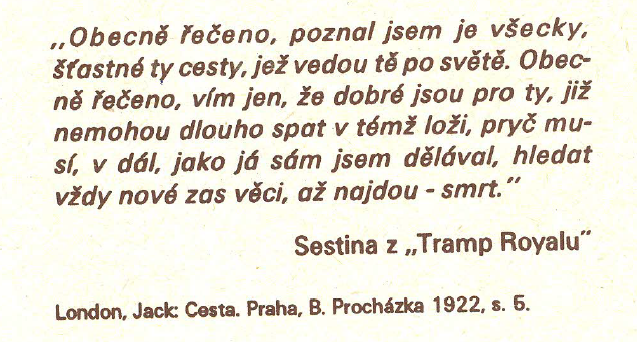 „Obecně řečeno, poznal jsem je všecky,
šťastné ty cesty, jež vedou tě po světě. Obec-
ně řečeno, vím jen, že dobré jsou pro ty, již
nemohou dlouho spat v témž loži, pryč mu-
sí, v dál, jako já sám jsem dělával, hledat
vždy nové zas věci, až najdou - smrt.”
Sestina z „Tramp Royalu”
London, Jack: Cesta. Praha, B. Procházka 1922, s. 5.